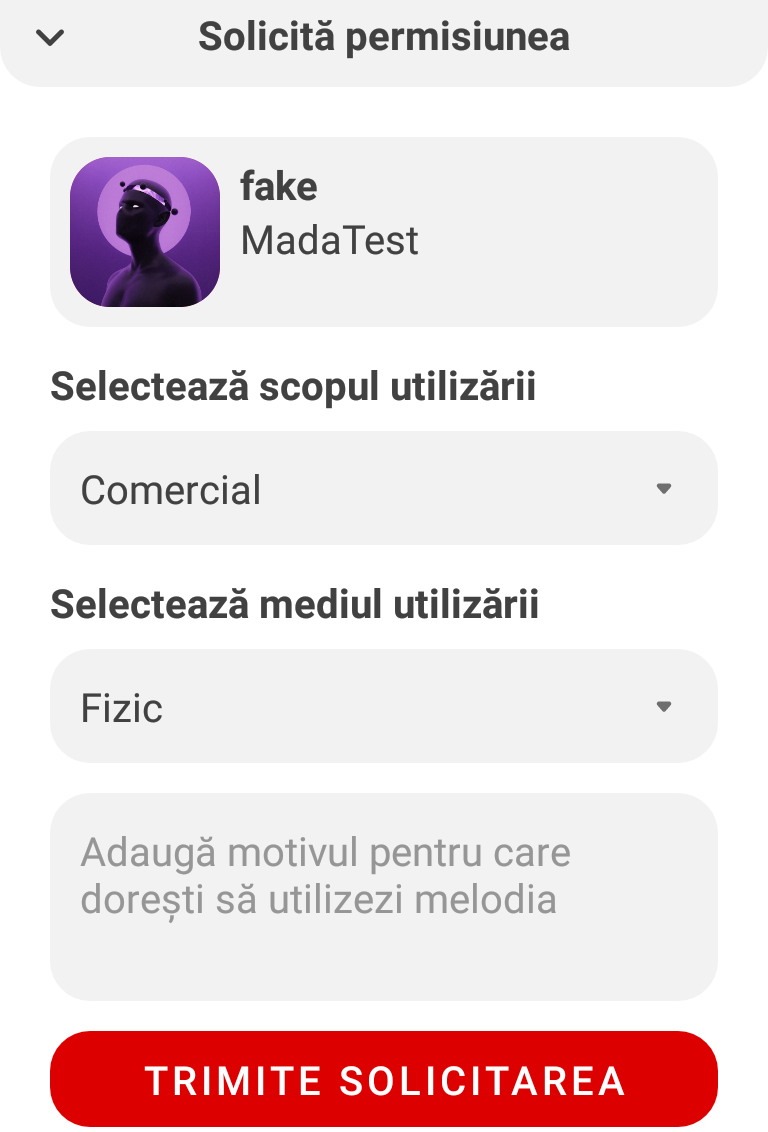 Solicită permisiunea
fake
MadaTest
Selectează scopul utilizării
Comercial
Selectează mediul utilizării
Fizic
Adaugă motivul pentru care
dorești să utilizezi melodia
TRIMITE SOLICITAREA